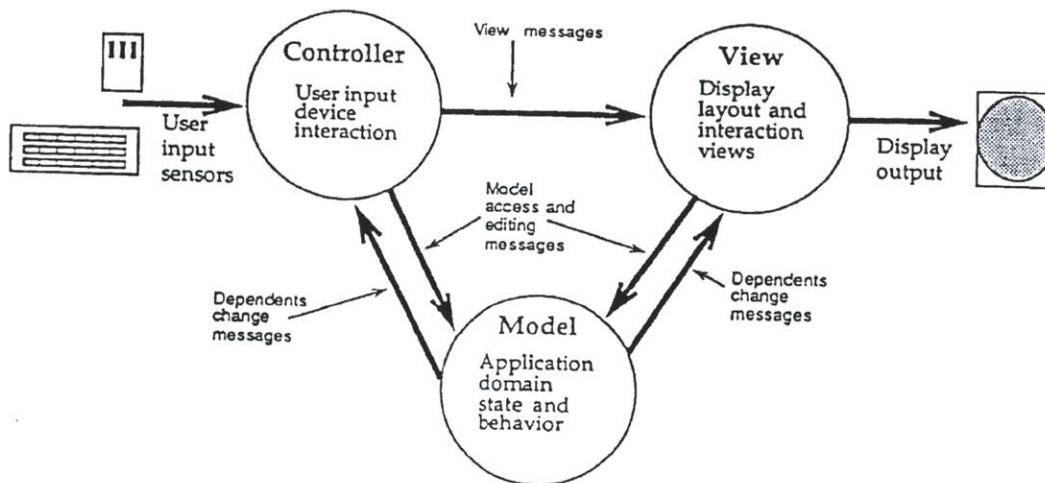 View messages
Controller
User input
device
interaction
View
Display
layout and
interaction
views
User
input
sensors
Display
output
Model
access and
editing
messages
Dependents
change
messages
Dependents
change
messages
Model
Application
domain
state and
behavior